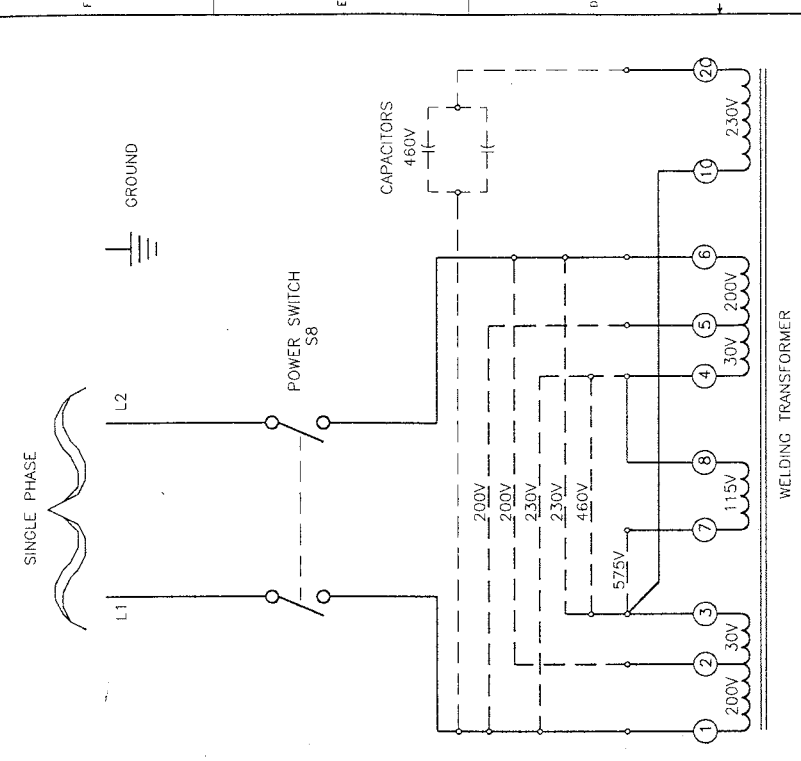 F
E
D
SINGLE PHASE
GROUND
L1
L2
POWER SWITCH
S8
CAPACITORS
460V
200V
200V
230V
230V
460V
575V
1
2
3
7
8
4
5
6
10
20
200V
30V
115V
30V
200V
230V
WELDING TRANSFORMER